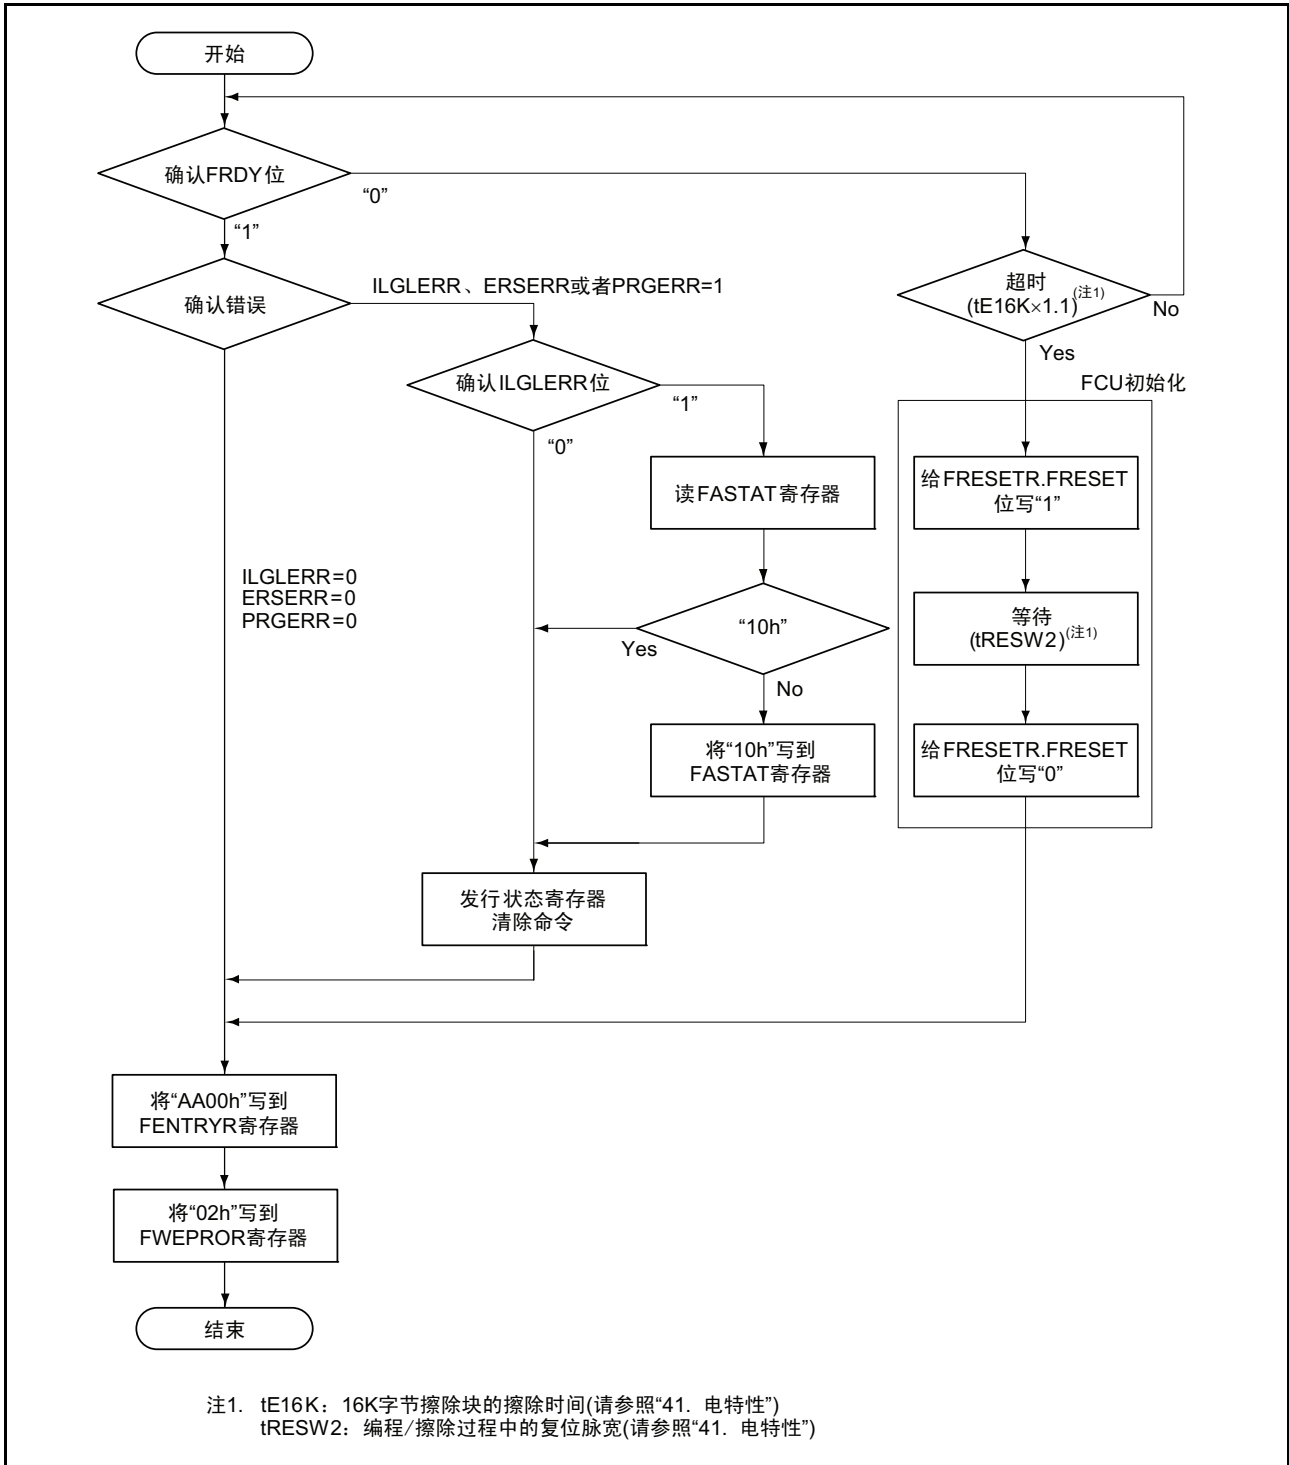 开始
确认FRDY位
“0”
“1”
确认错误
ILGLERR、ERSERR或者PRGERR=1
超时
(tE16K×1.1)(注1)
No
Yes
FCU初始化
确认ILGLERR位
“1”
“0”
读FASTAT寄存器
给FRESETR.FRESET
位写“1”
ILGLERR=0
ERSERR=0
PRGERR=0
“10h”
Yes
No
等待
(tRESW2)(注1)
将“10h”写到
FASTAT寄存器
给FRESETR.FRESET
位写“0”
发行状态寄存器
清除命令
将“AA00h”写到
FENTRYR寄存器
将“02h”写到
FWEPROR寄存器
结束
注1. tE16K：16K字节擦除块的擦除时间(请参照“41. 电特性”)
tRESW2：编程/擦除过程中的复位脉宽(请参照“41. 电特性”)